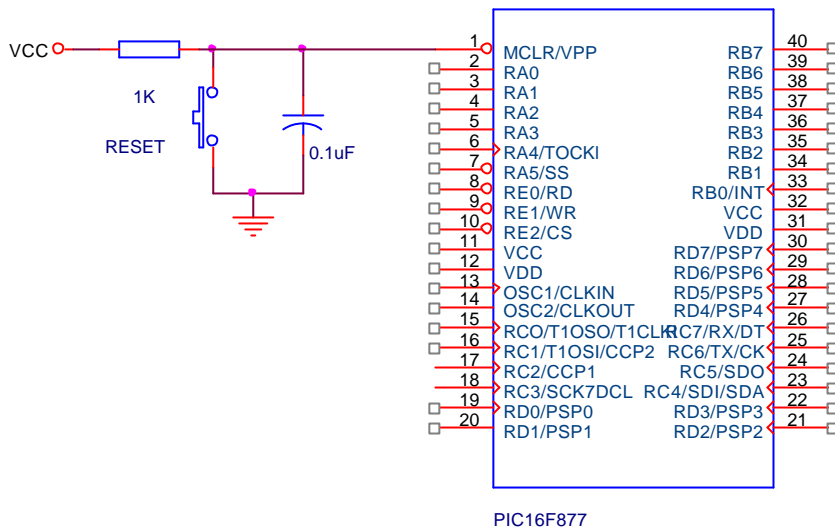 VCC
1K
RESET
0.1uF
1 MCLR/VPP
2 RA0
3 RA1
4 RA2
5 RA3
6 RA4/TOCKI
7 RA5/SS
8 RE0/RD
9 RE1/WR
10 RE2/CS
11 VCC
12 VDD
13 OSC1/CLKIN
14 OSC2/CLKOUT
15 RCO/T1OSO/T1CLKI
16 RC1/T1OSI/CCP2
17 RC2/CCP1
18 RC3/SCK7DCL
19 RD0/PSP0
20 RD1/PSP1
RB7 40
RB6 39
RB5 38
RB4 37
RB3 36
RB2 35
RB1 34
RB0/INT 33
VCC 32
VDD 31
RD7/PSP7 30
RD6/PSP6 29
RD5/PSP5 28
RD4/PSP4 27
RC7/RX/DT 26
RC6/TX/CK 25
RC5/SDO 24
RC4/SDI/SDA 23
RD3/PSP3 22
RD2/PSP2 21
PIC16F877